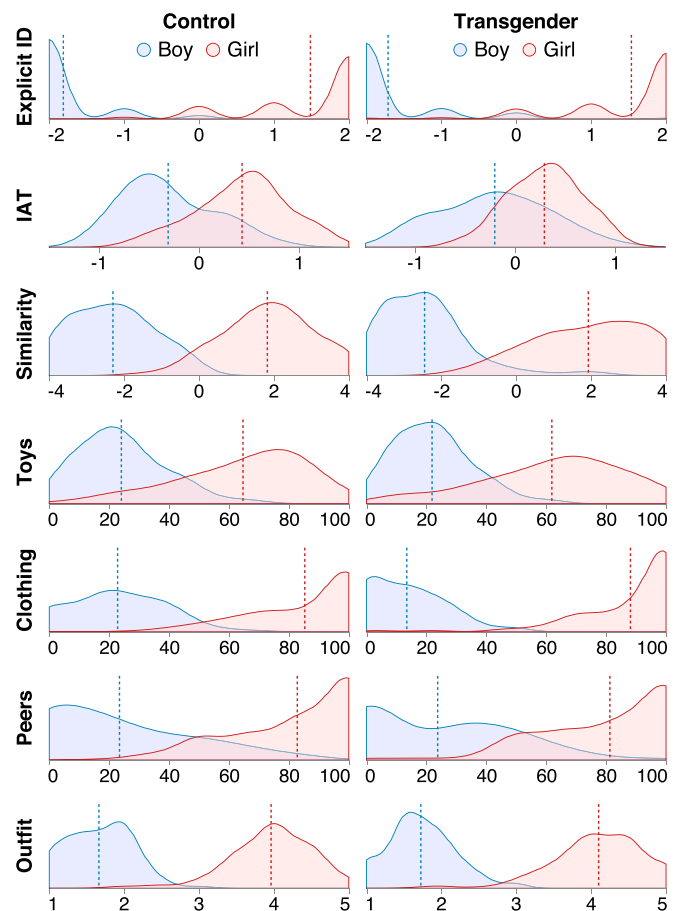 Control Transgender
Boy Girl Boy Girl
Explicit ID
-2 -1 0 1 2 -2 -1 0 1 2
IAT
-1 0 1 -1 0 1
Similarity
-4 -2 0 2 4 -4 -2 0 2 4
Toys
0 20 40 60 80 100 0 20 40 60 80 100
Clothing
0 20 40 60 80 100 0 20 40 60 80 100
Peers
0 20 40 60 80 100 0 20 40 60 80 100
Outfit
1 2 3 4 5 1 2 3 4 5